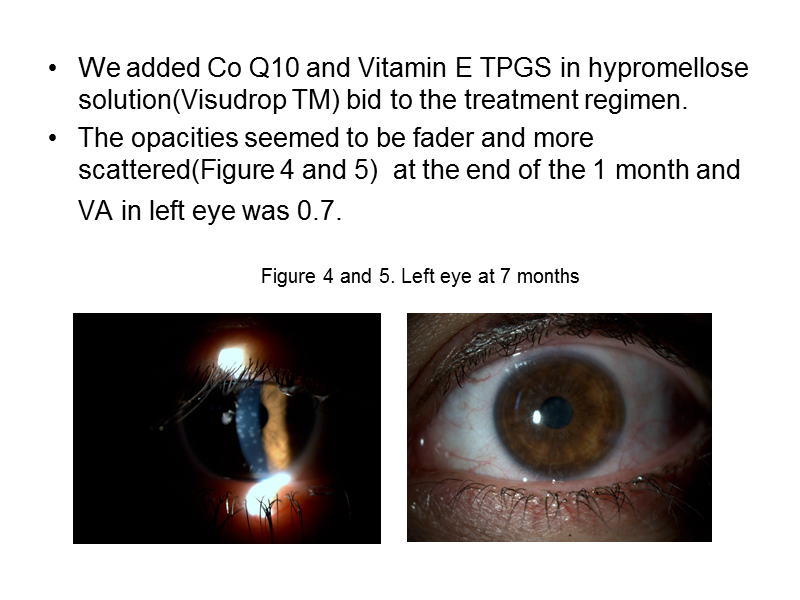 • We added Co Q10 and Vitamin E TPGS in hypromellose
solution(Visudrop TM) bid to the treatment regimen.
• The opacities seemed to be fader and more
scattered(Figure 4 and 5)  at the end of the 1 month and
VA in left eye was 0.7.
Figure 4 and 5. Left eye at 7 months